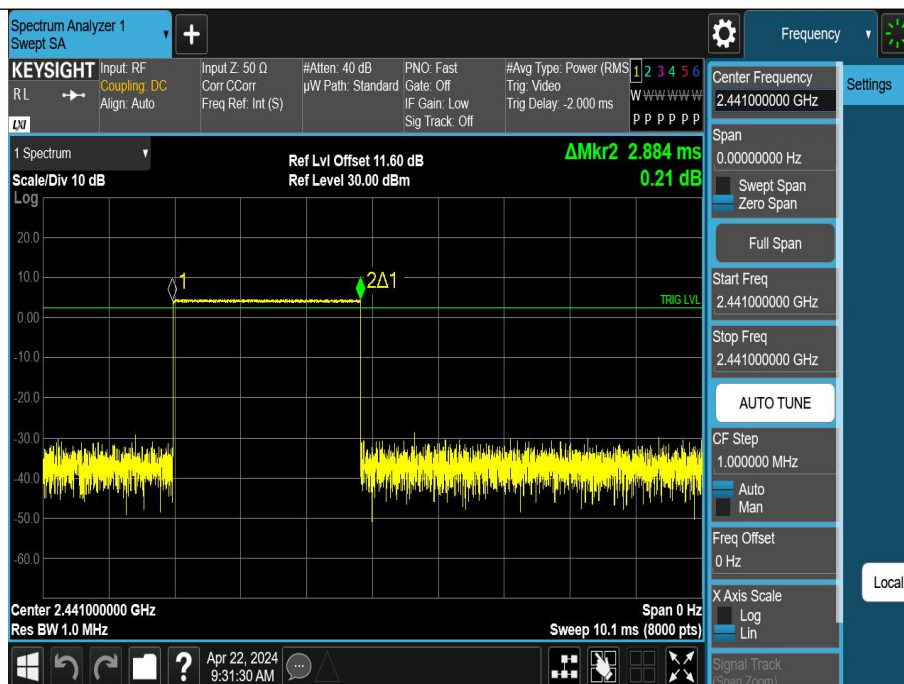 Spectrum Analyzer 1
Swept SA
Frequency
KEYSIGHT
R L
LXI
Input: RF
Coupling: DC
Align: Auto
Input Z: 50 Ω
Corr CCorr
Freq Ref: Int (S)
#Atten: 40 dB
µW Path: Standard
PNO: Fast
Gate: Off
IF Gain: Low
Sig Track: Off
#Avg Type: Power (RMS
Trig: Video
Trig Delay: -2.000 ms
1 2 3 4 5 6
W W W W W W
P P P P P P
Center Frequency
2.441000000 GHz
Settings
Span
0.00000000 Hz
Swept Span
Zero Span
Full Span
Start Freq
2.441000000 GHz
Stop Freq
2.441000000 GHz
AUTO TUNE
CF Step
1.000000 MHz
Auto
Man
Freq Offset
0 Hz
X Axis Scale
Log
Lin
Signal Track
(Span Zoom)
Local
1 Spectrum
Scale/Div 10 dB
Ref Lvl Offset 11.60 dB
Ref Level 30.00 dBm
ΔMkr2 2.884 ms
0.21 dB
Log
20.0
10.0
0.00
-10.0
-20.0
-30.0
-40.0
-50.0
-60.0
1
2Δ1
TRIG LVL
Center 2.441000000 GHz
Res BW 1.0 MHz
Span 0 Hz
Sweep 10.1 ms (8000 pts)
?
Apr 22, 2024
9:31:30 AM